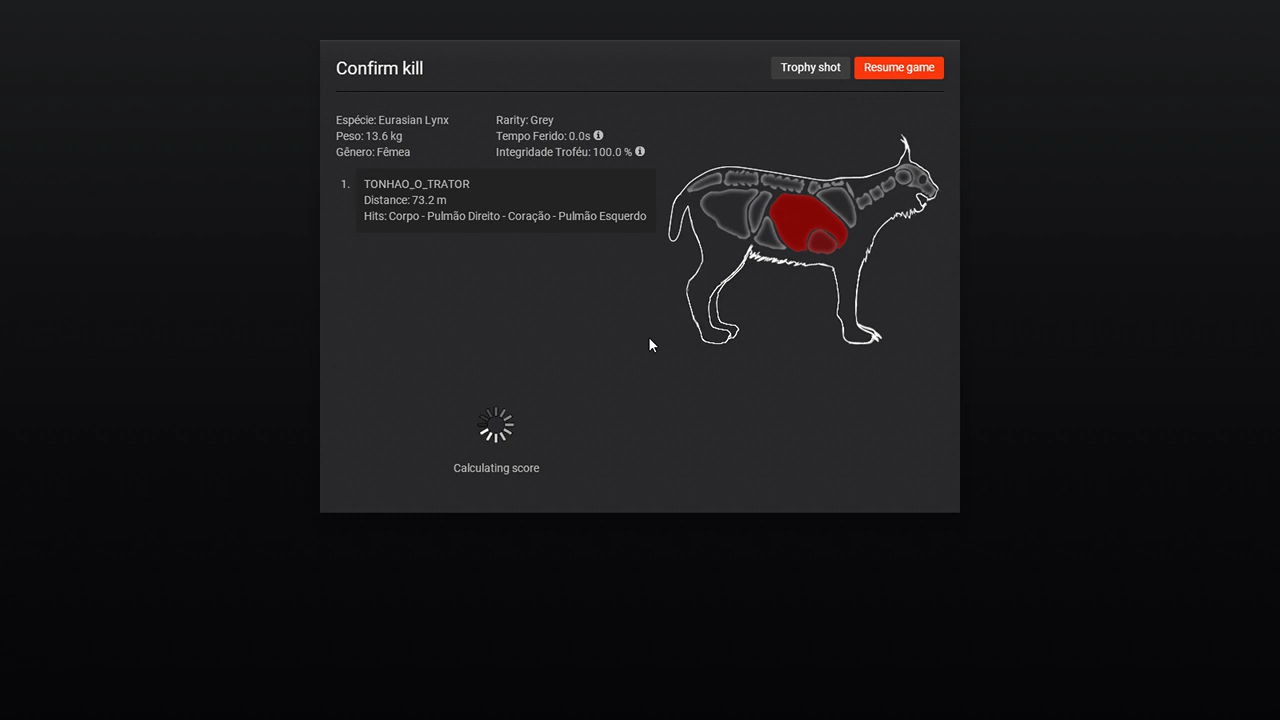 Confirm kill
Trophy shot
Resume game
Espécie: Eurasian Lynx
Peso: 13.6 kg
Gênero: Fêmea
Rarity: Grey
Tempo Ferido: 0.0s
Integridade Troféu: 100.0 %
1.
TONHAO_O_TRATOR
Distance: 73.2 m
Hits: Corpo - Pulmão Direito - Coração - Pulmão Esquerdo
Calculating score